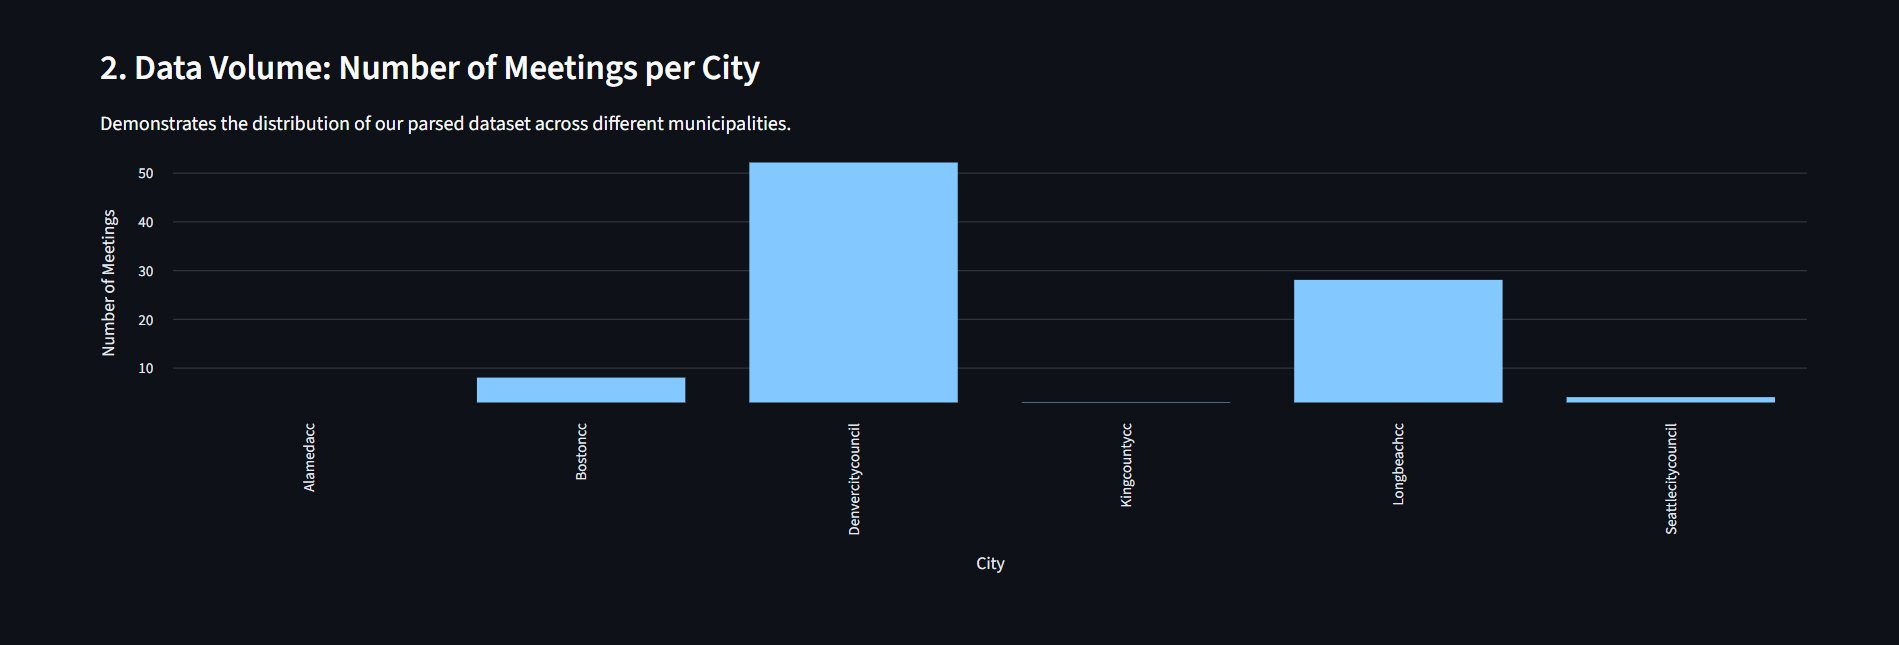 2. Data Volume: Number of Meetings per City
Demonstrates the distribution of our parsed dataset across different municipalities.
Number of Meetings
50
40
30
20
10
Alamedacc
Bostoncc
Denvercitycouncil
Kingcountycc
Longbeachcc
Seattlecitycouncil
City